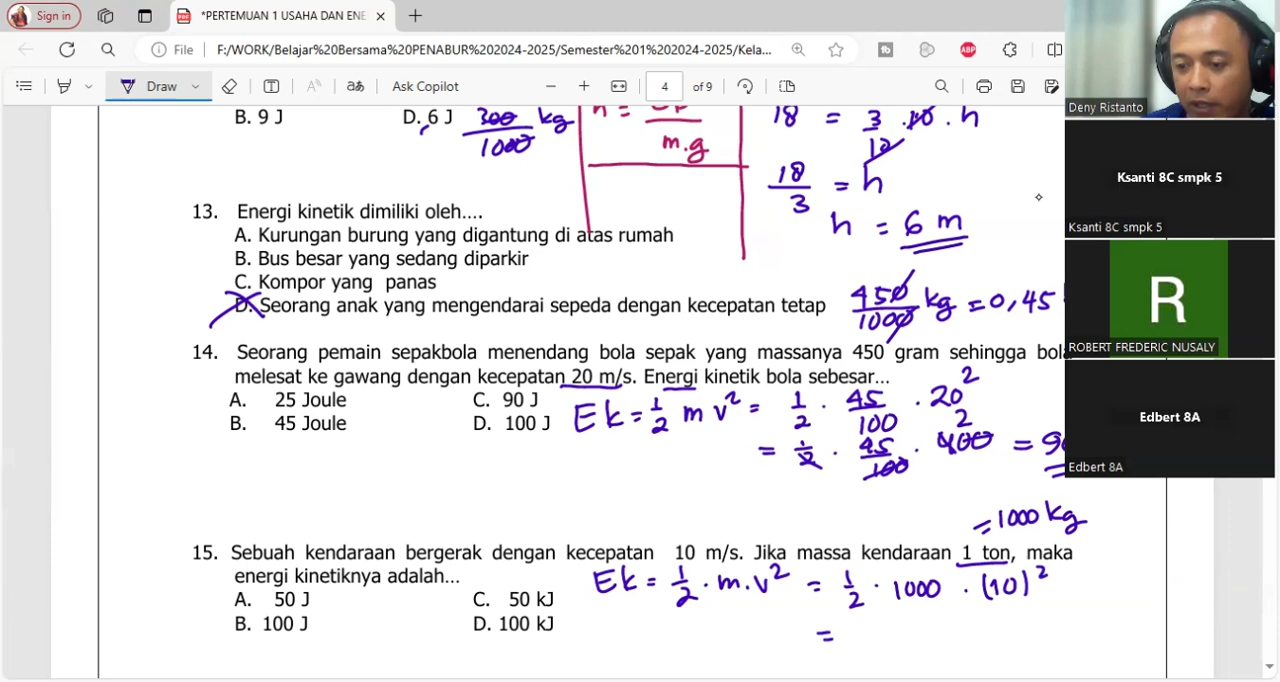 Sign in
*PERTEMUAN 1 USAHA DAN ENE
File
F:/WORK/Belajar%20Bersama%20PENABUR%202024-2025/Semester%201%202024-2025/Kela...
ABP
Draw
Ask Copilot
4 of 9
B. 9 J D. 6 J 300/1000 kg
m.g
18 = 3/10 . 10 . h
18/3 = h
h = 6 m
13. Energi kinetik dimiliki oleh....
A. Kurungan burung yang digantung di atas rumah
B. Bus besar yang sedang diparkir
C. Kompor yang panas
D. Seorang anak yang mengendarai sepeda dengan kecepatan tetap
450/1000 kg = 0,45
14. Seorang pemain sepakbola menendang bola sepak yang massanya 450 gram sehingga bola
melesat ke gawang dengan kecepatan 20 m/s. Energi kinetik bola sebesar...
A. 25 Joule C. 90 J
B. 45 Joule D. 100 J
Ek = 1/2 m v² = 1/2 . 45/100 . 20²
= 1/2 . 45/100 . 400 2 =
= 1000 kg
15. Sebuah kendaraan bergerak dengan kecepatan 10 m/s. Jika massa kendaraan 1 ton, maka
energi kinetiknya adalah...
A. 50 J C. 50 kJ
B. 100 J D. 100 kJ
Ek = 1/2 . m . v² = 1/2 . 1000 . (10)²
=
Deny Ristanto
Ksanti 8C smpk 5
Ksanti 8C smpk 5
R
ROBERT FREDERIC NUSALY
Edbert 8A
Edbert 8A